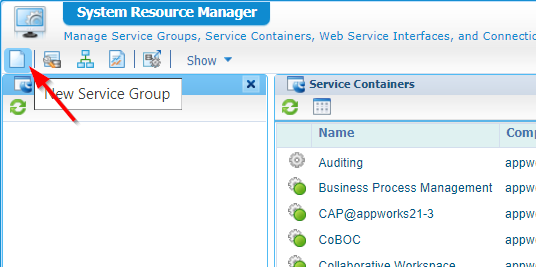 System Resource Manager
Manage Service Groups, Service Containers, Web Service Interfaces, and Connectio
Show
New Service Group
Service Containers
Name Comp
Auditing appwo
Business Process Management appwo
CAP@appworks21-3 appwo
CoBOC appwo
Collaborative Workspace appwo